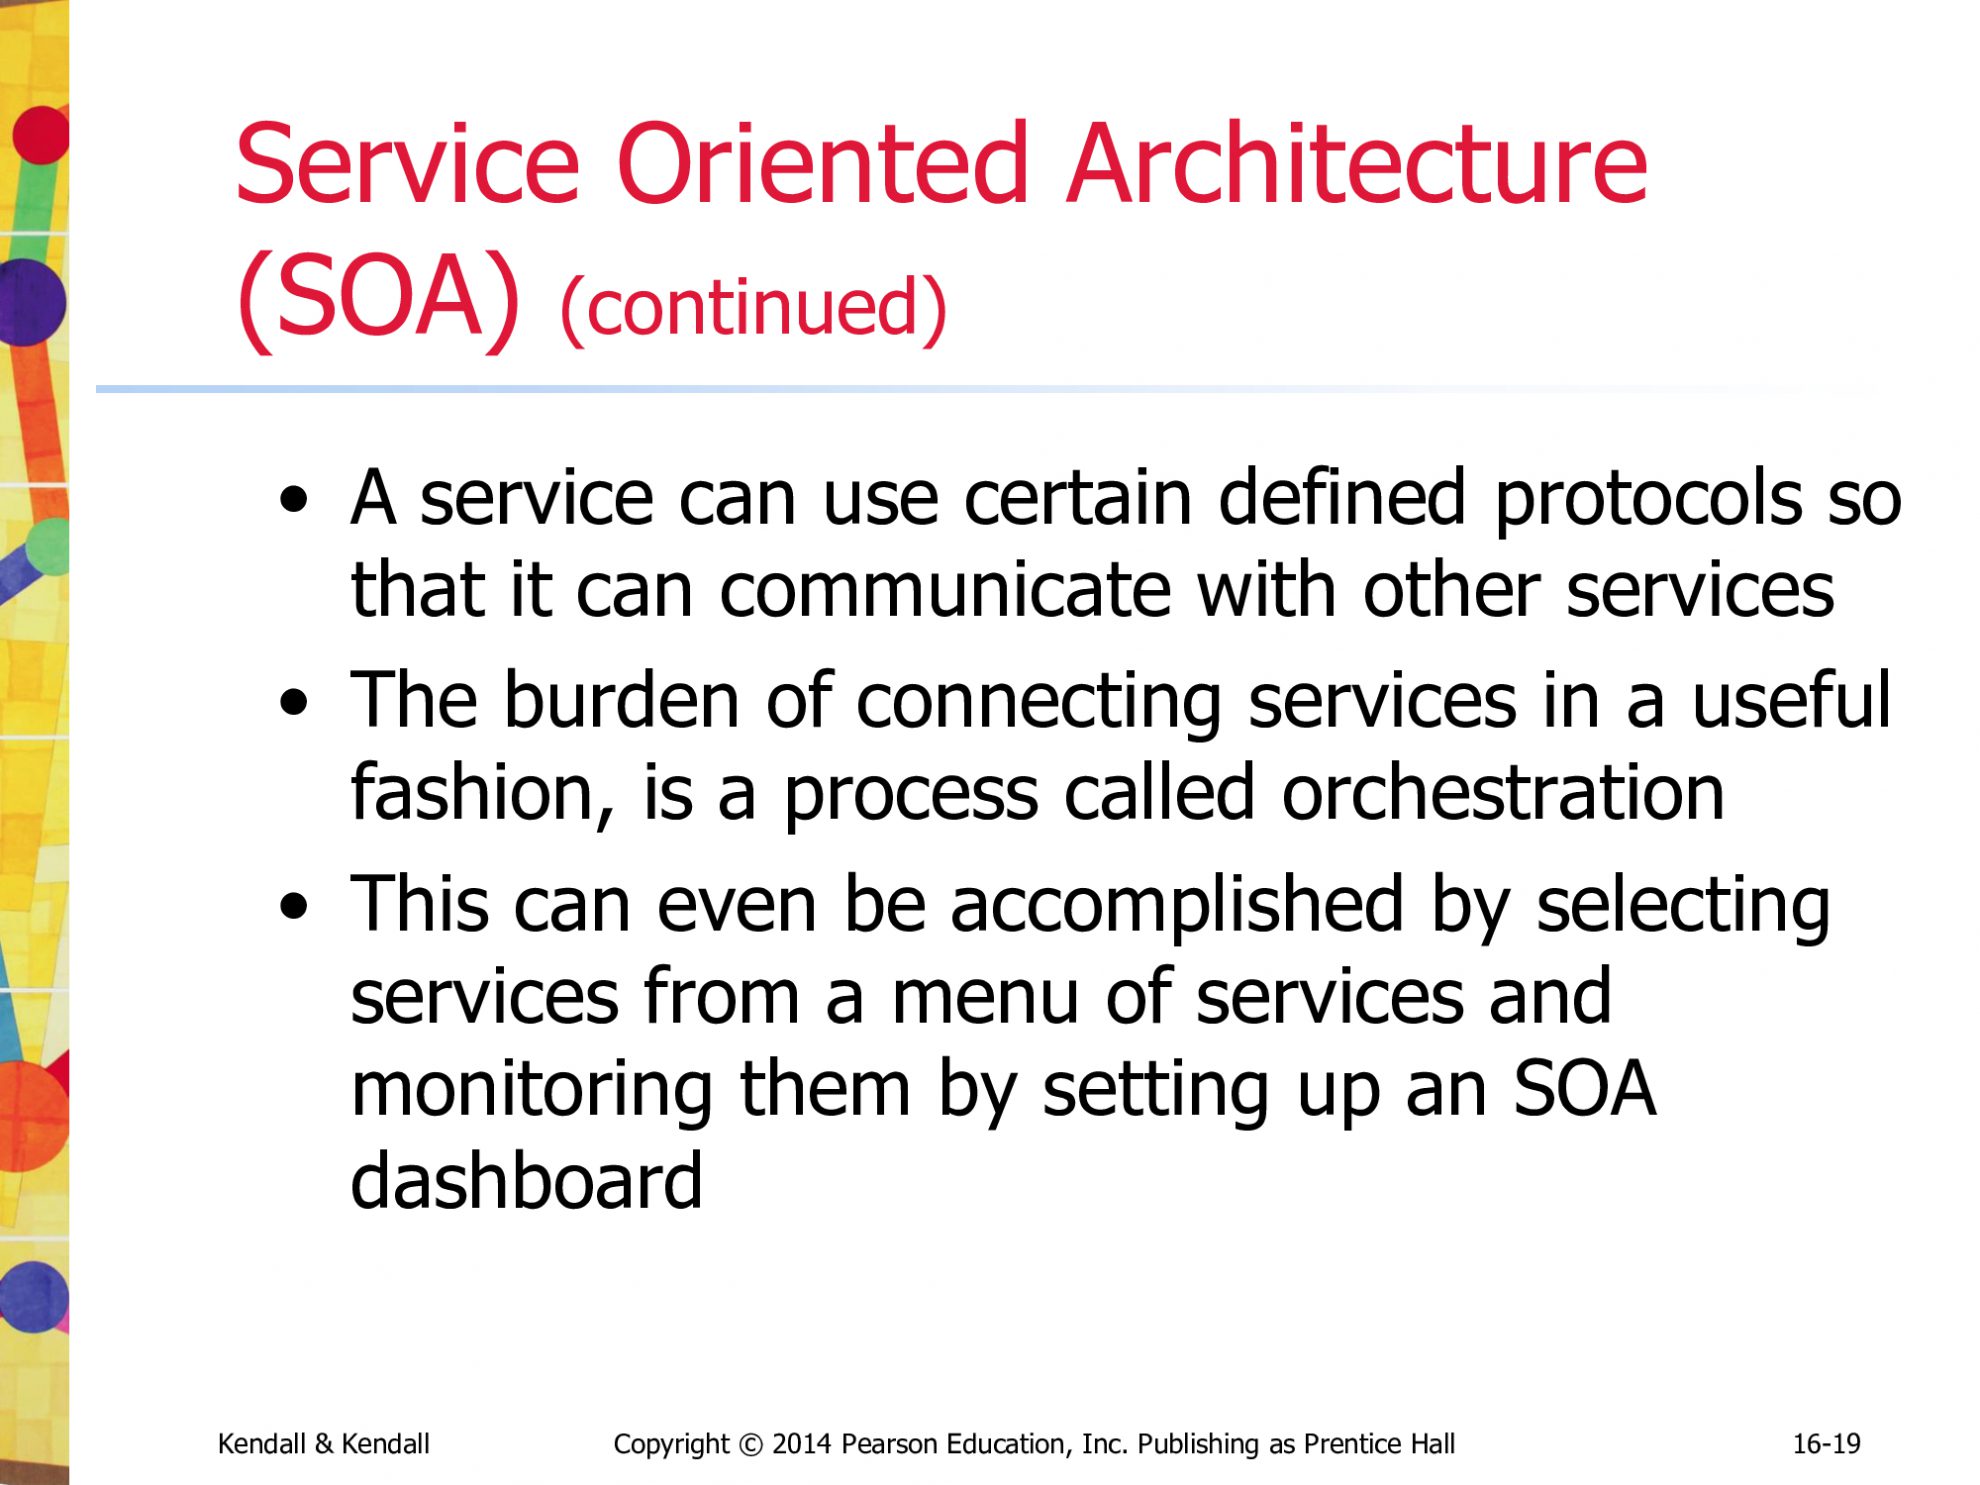 Service Oriented Architecture
(SOA) (continued)
• A service can use certain defined protocols so
that it can communicate with other services
• The burden of connecting services in a useful
fashion, is a process called orchestration
• This can even be accomplished by selecting
services from a menu of services and
monitoring them by setting up an SOA
dashboard
Kendall & Kendall Copyright © 2014 Pearson Education, Inc. Publishing as Prentice Hall 16-19